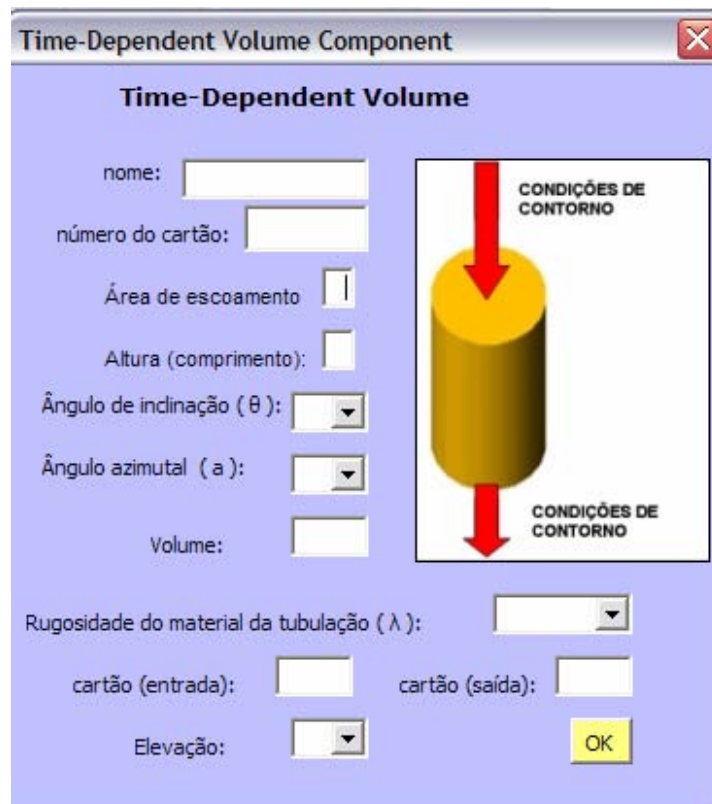 Time-Dependent Volume Component
Time-Dependent Volume
nome:
número do cartão:
Área de escoamento
Altura (comprimento):
Ângulo de inclinação ( θ ):
Ângulo azimutal ( a ):
Volume:
CONDIÇÕES DE
CONTORNO
CONDIÇÕES DE
CONTORNO
Rugosidade do material da tubulação ( λ ):
cartão (entrada):
cartão (saída):
Elevação:
OK